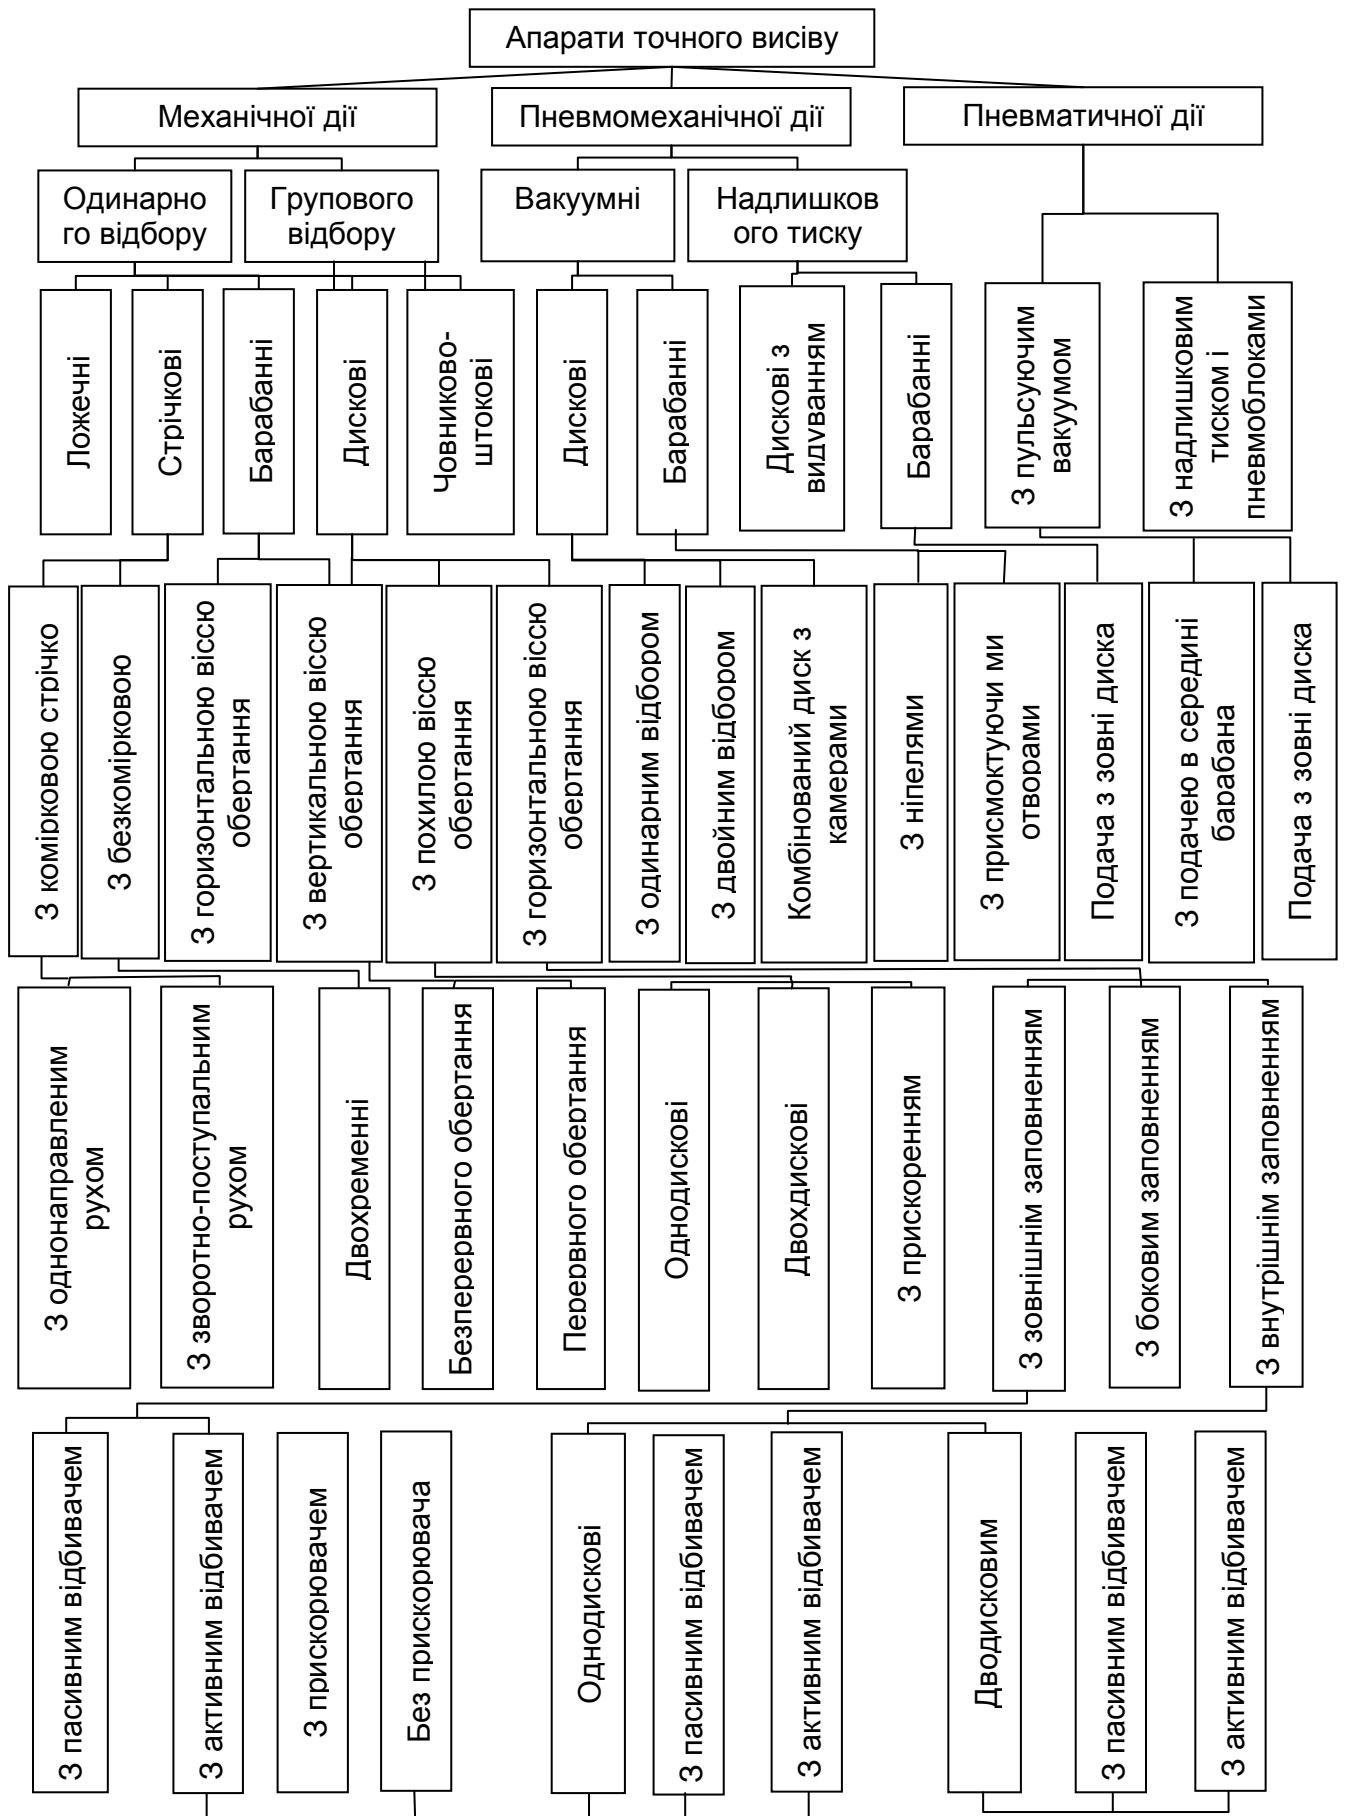 Апарати точного висіву
Механічної дії
Пневмомеханічної дії
Пневматичної дії
Одинарно
го відбору
Групового
відбору
Вакуумні
Надлишков
ого тиску
Ложечні
Стрічкові
Барабанні
Дискові
Човниково-
штокові
Дискові
Барабанні
Дискові з
видуванням
Барабанні
З пульсуючим
вакуумом
З надлишковим
тиском і
пневмоблоками
З комірковою стрічко
З безкомірковою
З горизонтальною віссю
обертання
З вертикальною віссю
обертання
З похилою віссю
обертання
З горизонтальною віссю
обертання
З одинарним відбором
З двойним відбором
Комбінований диск з
камерами
З ніпелями
З присмоктуючи ми
отворами
Подача з зовні диска
З подачею в середині
барабана
Подача з зовні диска
З однонаправленим
рухом
З зворотно-поступальним
рухом
Двохременні
Безперервного обертання
Перервного обертання
Однодискові
Двохдискові
З прискоренням
З зовнішнім заповненням
З боковим заповненням
З внутрішнім заповненням
З пасивним відбивачем
З активним відбивачем
З прискорювачем
Без прискорювача
Однодискові
З пасивним відбивачем
З активним відбивачем
Дводисковим
З пасивним відбивачем
З активним відбивачем